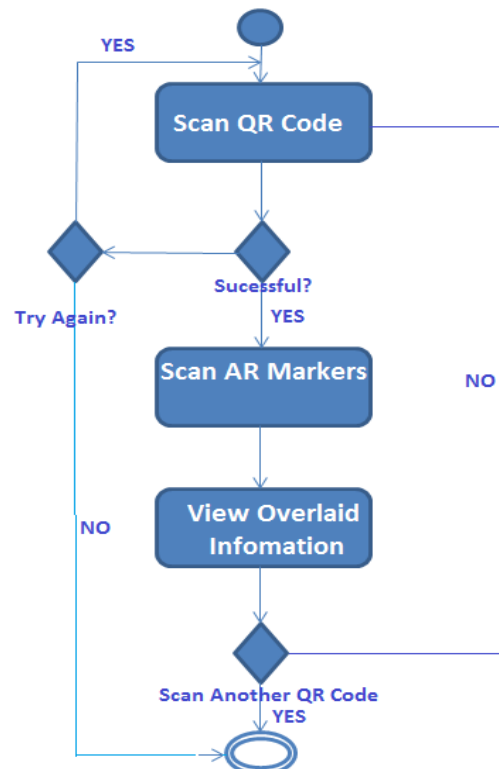 YES
Scan QR Code
Sucessful?
Try Again?
YES
Scan AR Markers
NO
View Overlaid
Infomation
NO
Scan Another QR Code
YES